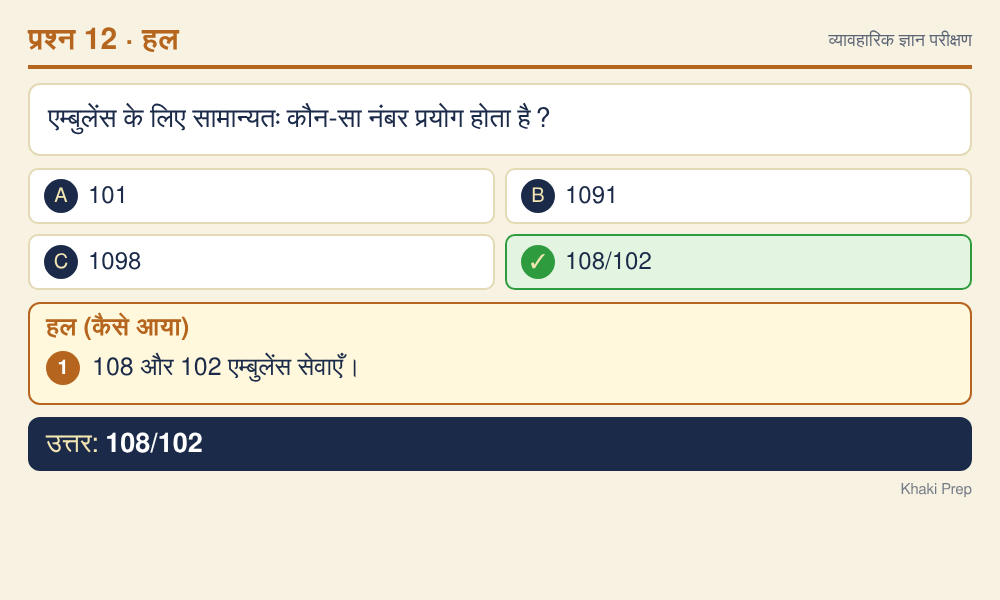 प्रश्न 12 · हल
व्यावहारिक ज्ञान परीक्षण
एम्बुलेंस के लिए सामान्यतः कौन-सा नंबर प्रयोग होता है ?
A 101
B 1091
C 1098
✓ 108/102
हल (कैसे आया)
1 108 और 102 एम्बुलेंस सेवाएँ।
उत्तर: 108/102
Khaki Prep